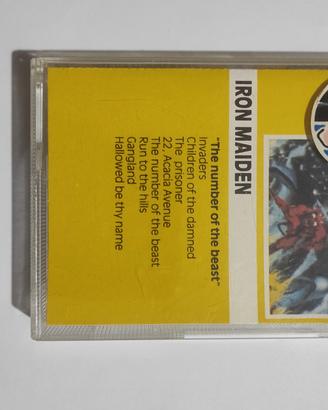 IRON MAIDEN
"The number of the beast"
Invaders
Children of the damned
The prisoner
22, Acacia Avenue
The number of the beast
Run to the hills
Gangland
Hallowed be thy name